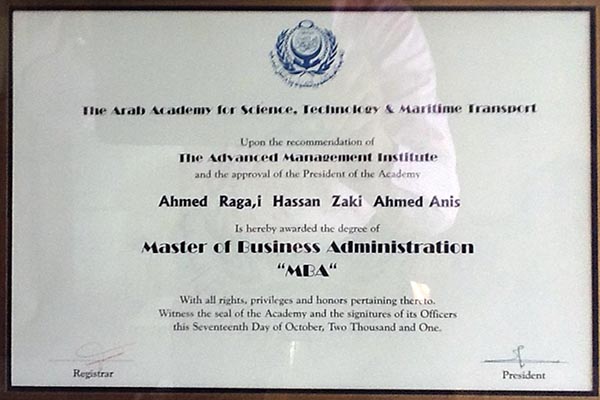 The Arab Academy for Science, Technology & Maritime Transport
Upon the recommendation of
The Advanced Management Institute
and the approval of the President of the Academy
Ahmed Raga,i Hassan Zaki Ahmed Anis
Is hereby awarded the degree of
Master of Business Administration
"MBA"
With all rights, privileges and honors pertaining thereto.
Witness the seal of the Academy and the signitures of its Officers
this Seventeenth Day of October, Two Thousand and One.
Registrar
President